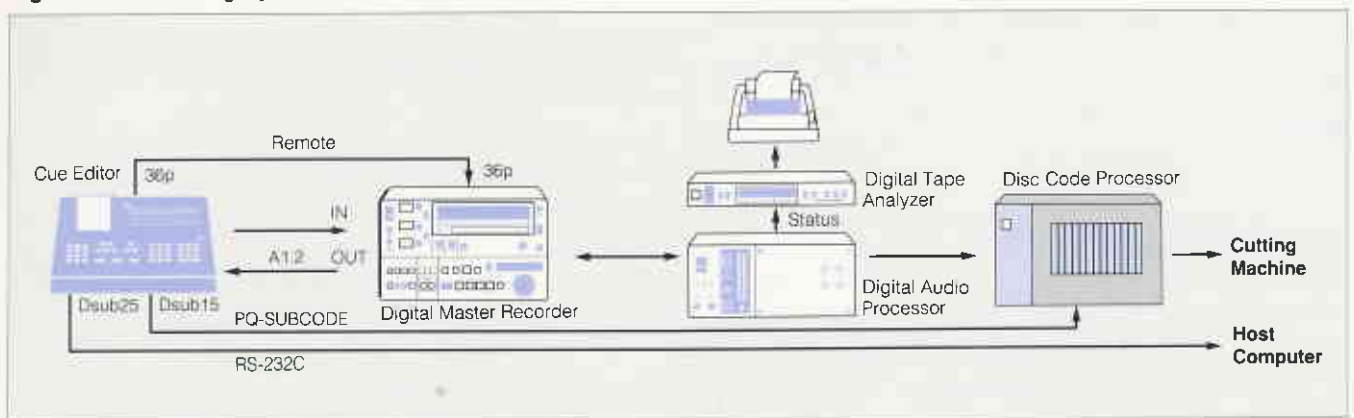 Remote
Cue Editor
36p
36p
IN
A1.2
OUT
Dsub25
Dsub15
PQ-SUBCODE
RS-232C
Digital Master Recorder
Digital Tape
Analyzer
Status
Digital Audio
Processor
Disc Code Processor
Cutting
Machine
Host
Computer